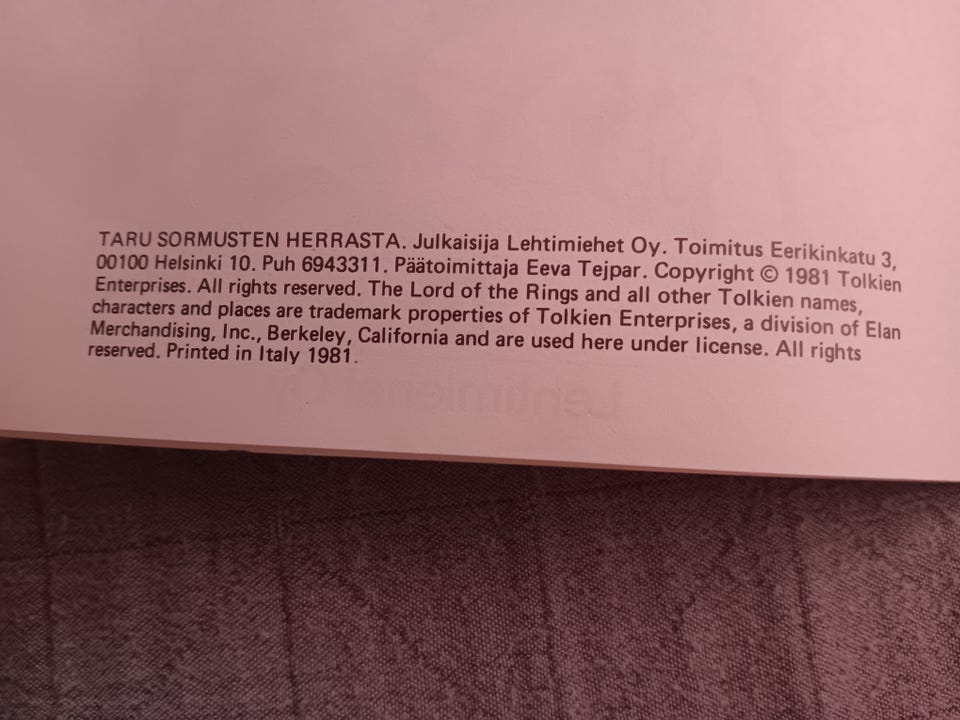 TARU SORMUSTEN HERRASTA. Julkaisija Lehtimiehet Oy. Toimitus Eerikinkatu 3,
00100 Helsinki 10. Puh 6943311. Päätoimittaja Eeva Tejpar. Copyright © 1981 Tolkien
Enterprises. All rights reserved. The Lord of the Rings and all other Tolkien names,
characters and places are trademark properties of Tolkien Enterprises, a division of Elan
Merchandising, Inc., Berkeley, California and are used here under license. All rights
reserved. Printed in Italy 1981.
Lehtimiehet Oy